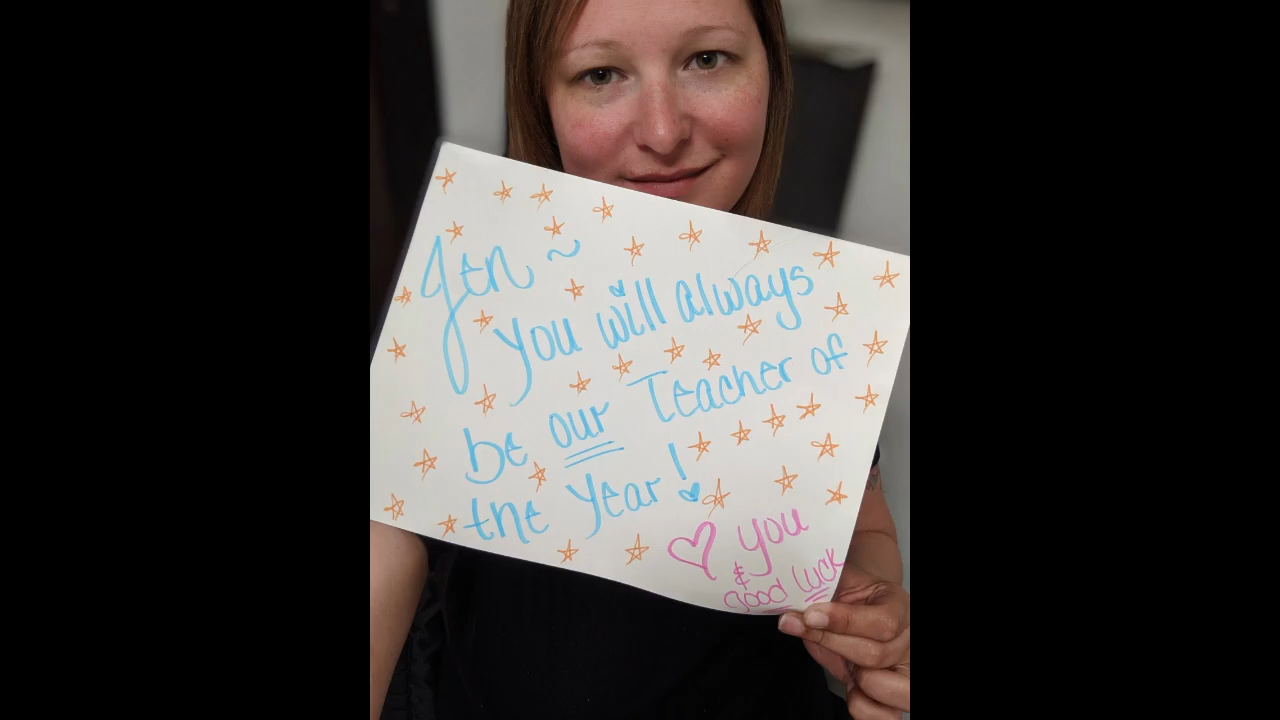 Jen ~
you will always
be our Teacher of
the Year!
♡ you
&
good luck